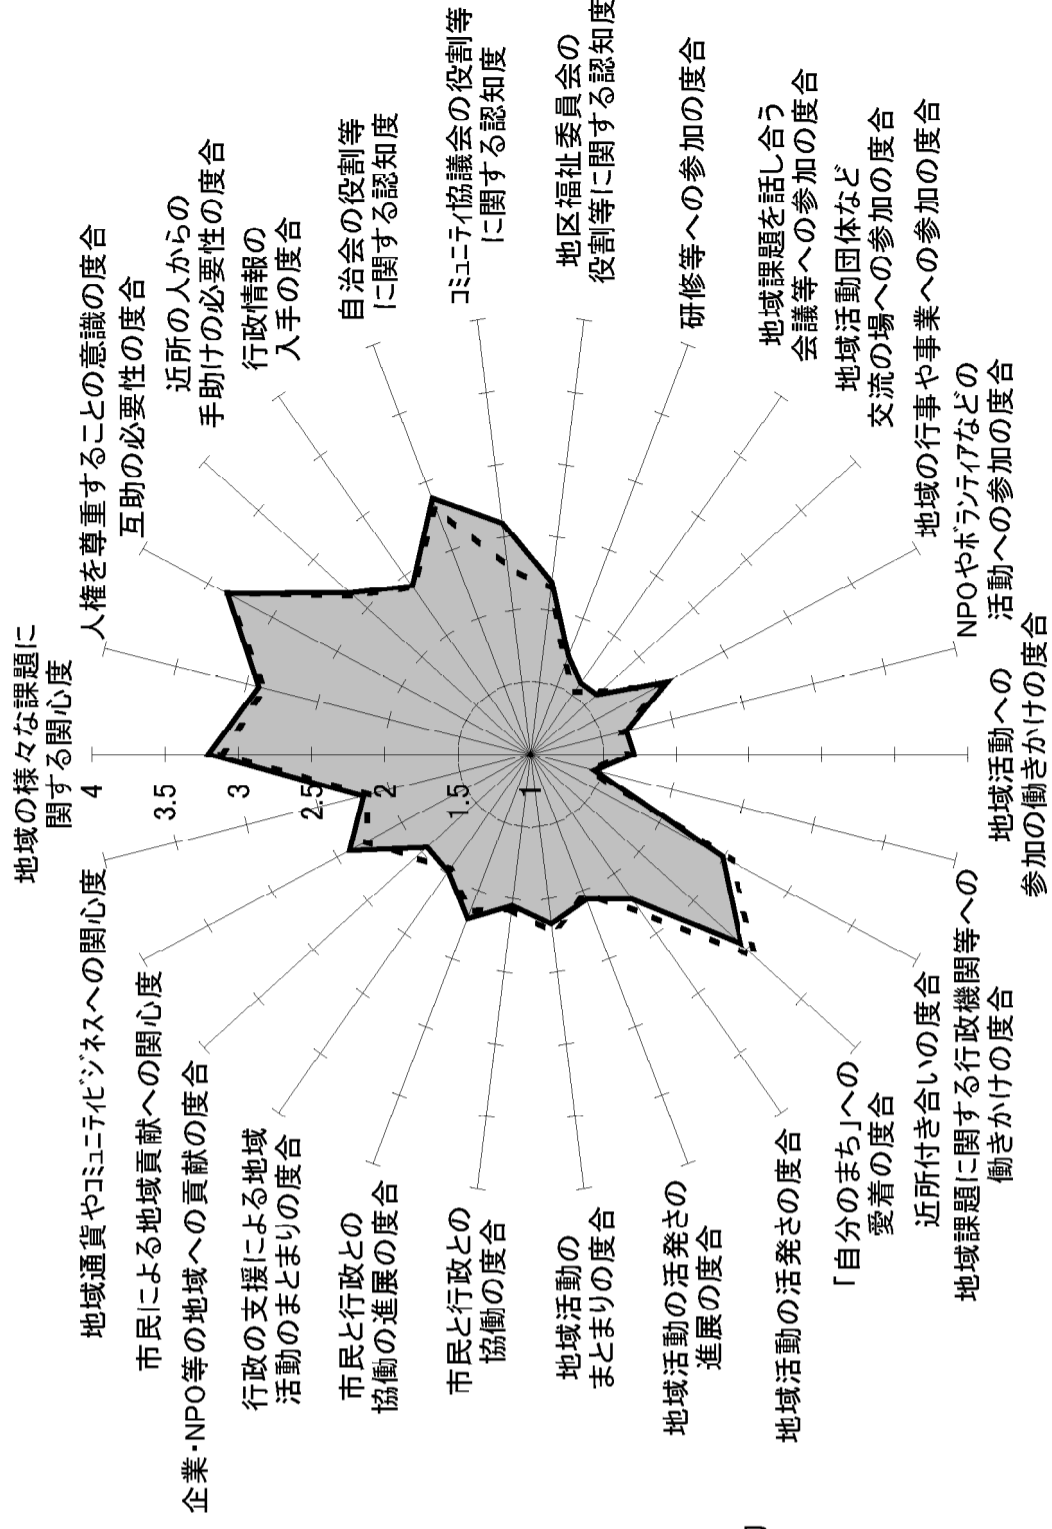 地域の様々な課題に
関する関心度
人権を尊重することの意識の度合
互助の必要性の度合
近所の人からの
手助けの必要性の度合
行政情報の
入手の度合
自治会の役割等
に関する認知度
コミュニティ協議会の役割等
に関する認知度
地区福祉委員会の
役割等に関する認知度
研修等への参加の度合
地域課題を話し合う
会議等への参加の度合
地域活動団体など
交流の場への参加の度合
地域の行事や事業への参加の度合
NPOやボランティアなどの
活動への参加の度合
地域活動への
参加の働きかけの度合
地域課題に関する行政機関等への
働きかけの度合
近所付き合いの度合
「自分のまち」への
愛着の度合
地域活動の活発さの度合
地域活動の活発さの
進展の度合
地域活動の
まとまりの度合
市民と行政との
協働の度合
市民と行政との
協働の進展の度合
行政の支援による地域
活動のまとまりの度合
企業・NPO等の地域への貢献の度合
市民による地域貢献への関心度
地域通貨やコミュニティビジネスへの関心度
4
3.5
3
2.5
2
1.5
1